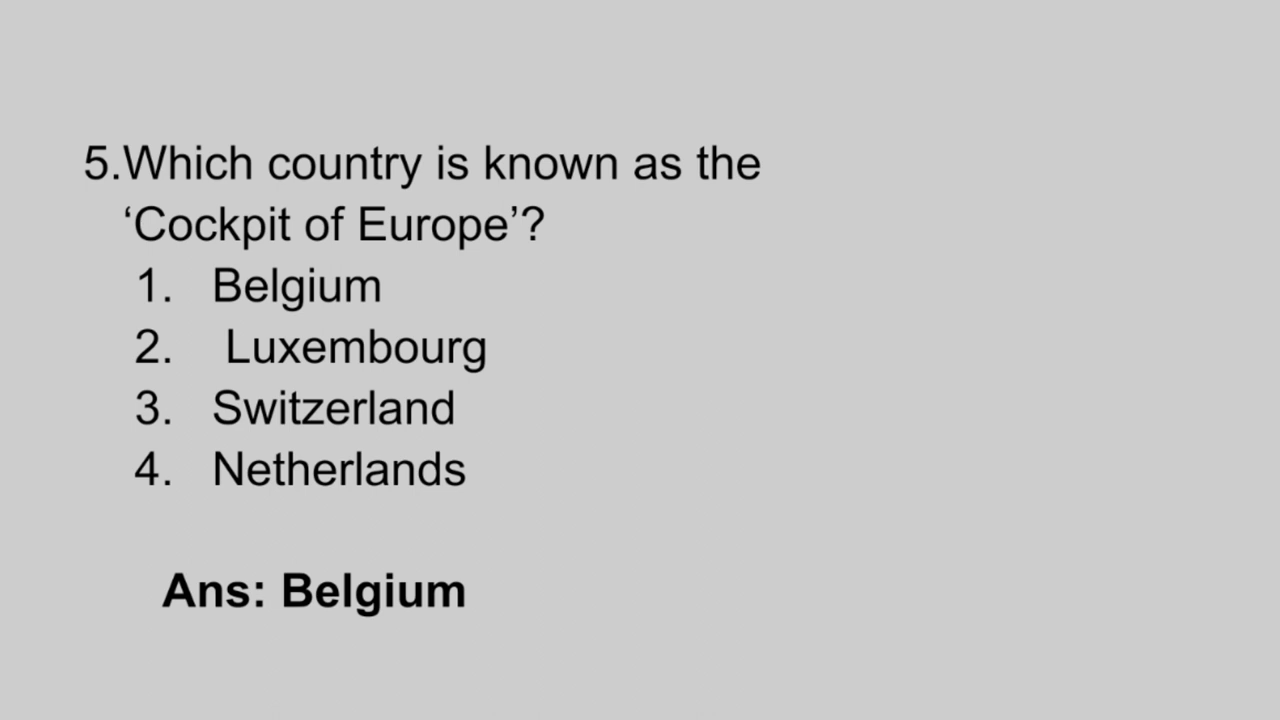 5.Which country is known as the
‘Cockpit of Europe’?
1. Belgium
2. Luxembourg
3. Switzerland
4. Netherlands
Ans: Belgium